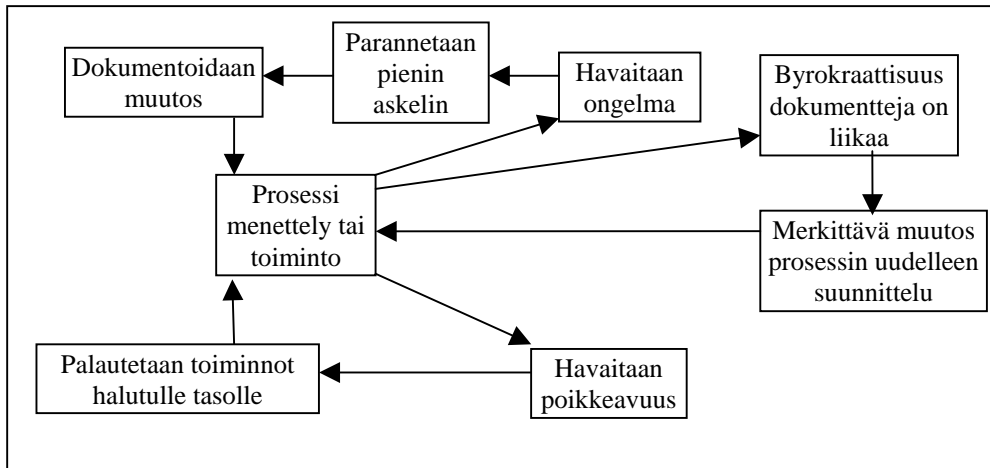 Dokumentoidaan
muutos
Parannetaan
pienin
askelin
Havaitaan
ongelma
Byrokraattisuus
dokumentteja on
liikaa
Prosessi
menettely tai
toiminto
Merkittävä muutos
prosessin uudelleen
suunnittelu
Palautetaan toiminnot
halutulle tasolle
Havaitaan
poikkeavuus